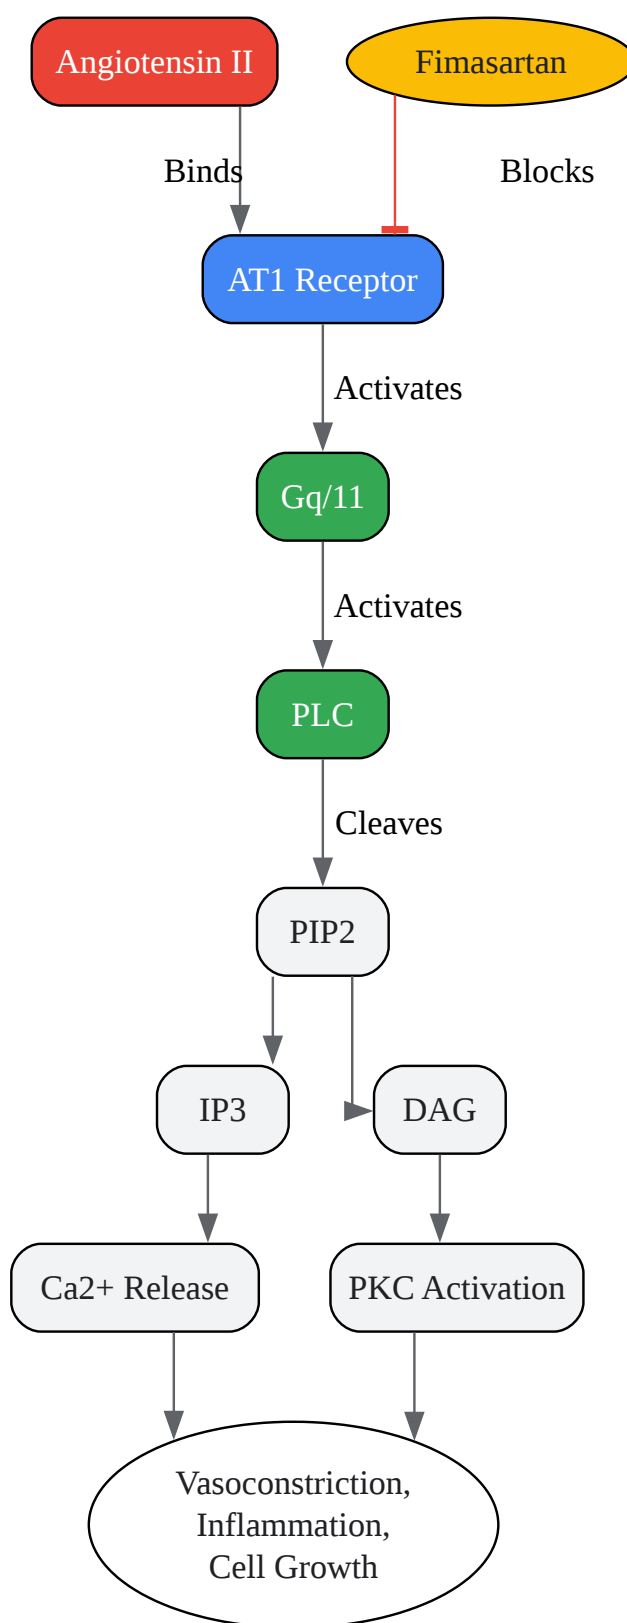 Angiotensin II
Fimasartan
Binds
Blocks
AT1 Receptor
Activates
Gq/11
Activates
PLC
Cleaves
PIP2
IP3
DAG
Ca2+ Release
PKC Activation
Vasoconstriction,
Inflammation,
Cell Growth